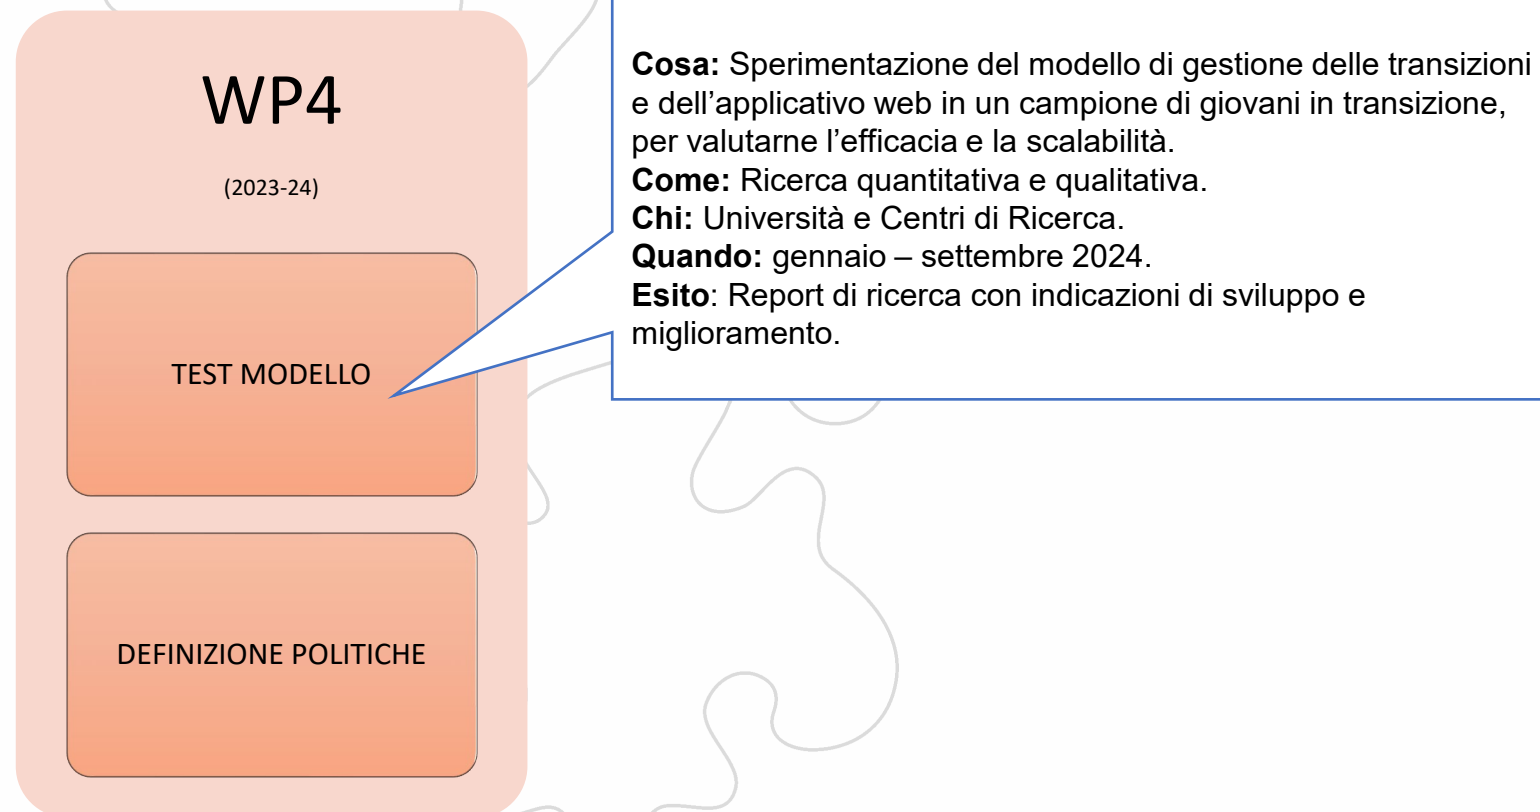 WP4
(2023-24)
TEST MODELLO
DEFINIZIONE POLITICHE
Cosa: Sperimentazione del modello di gestione delle transizioni
e dell’applicativo web in un campione di giovani in transizione,
per valutarne l’efficacia e la scalabilità.
Come: Ricerca quantitativa e qualitativa.
Chi: Università e Centri di Ricerca.
Quando: gennaio – settembre 2024.
Esito: Report di ricerca con indicazioni di sviluppo e
miglioramento.